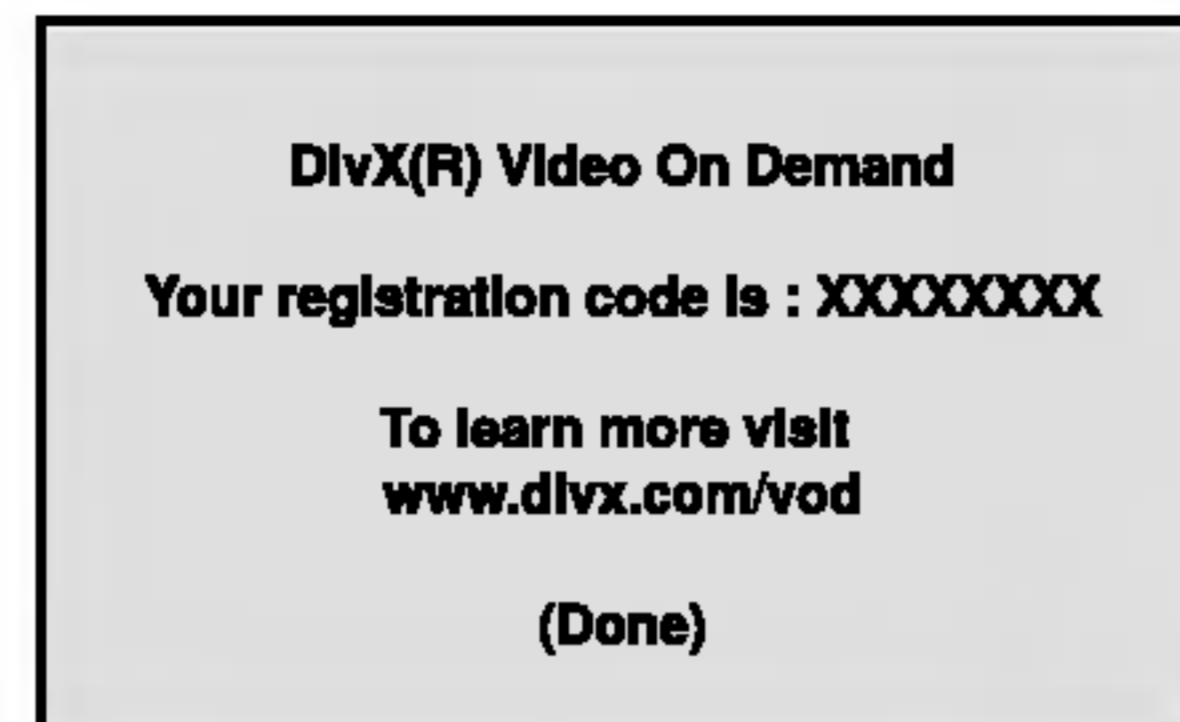 DivX(R) Video On Demand
Your registration code is : XXXXXXXX
To learn more visit
www.divx.com/vod
(Done)